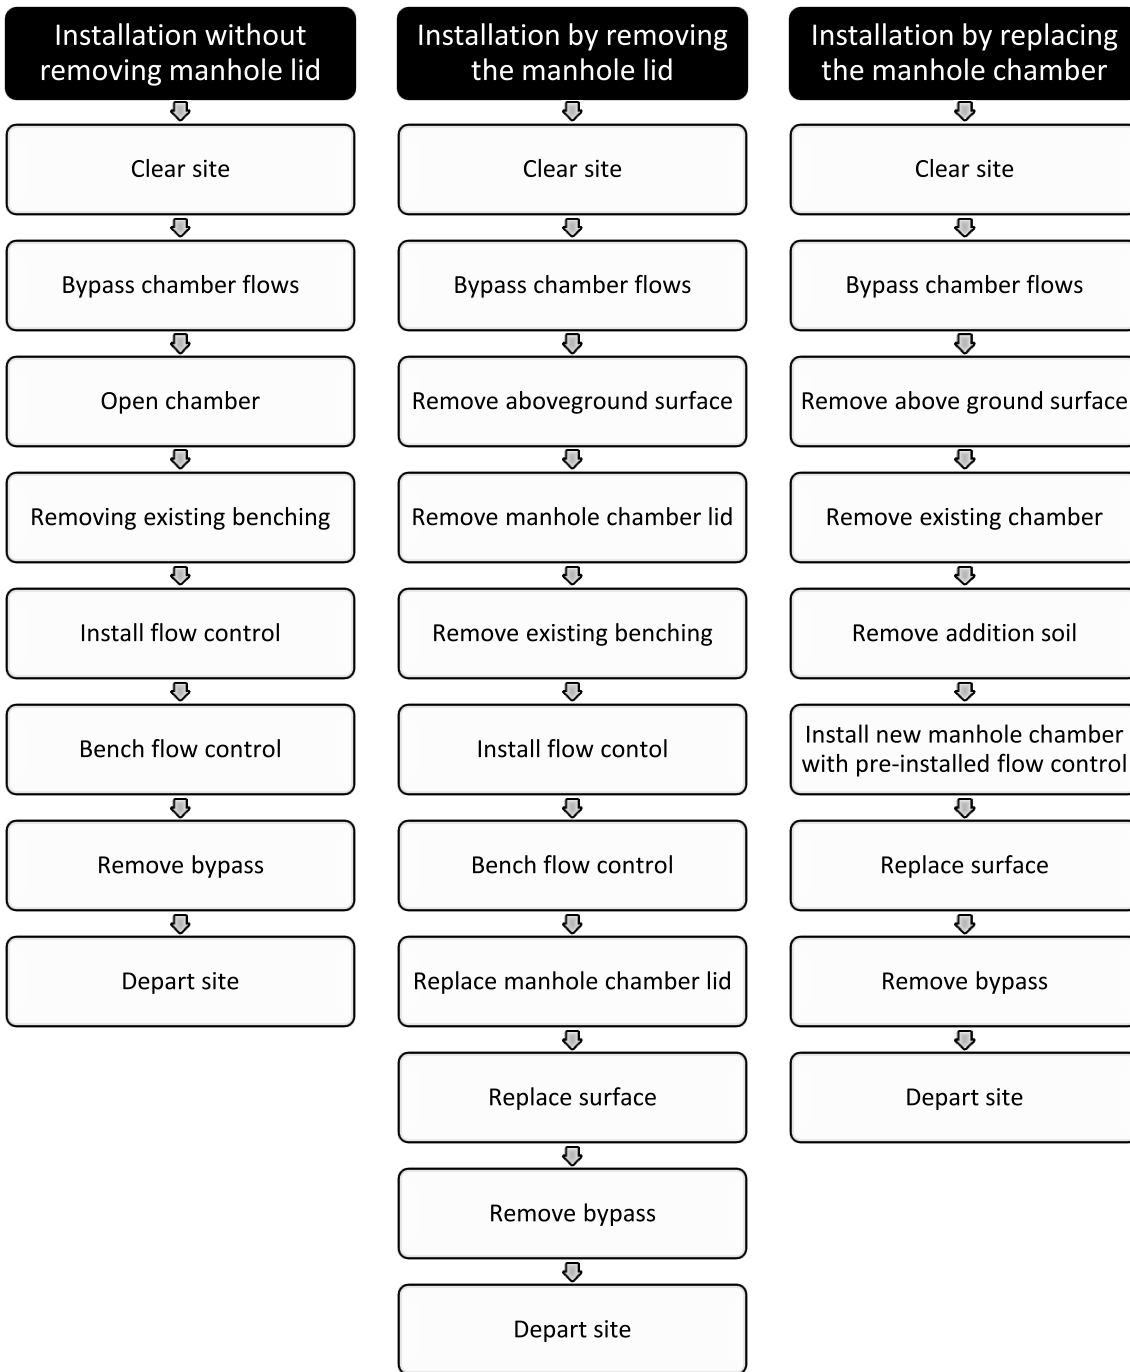 Installation without
removing manhole lid
Clear site
Bypass chamber flows
Open chamber
Removing existing benching
Install flow control
Bench flow control
Remove bypass
Depart site
Installation by removing
the manhole lid
Clear site
Bypass chamber flows
Remove aboveground surface
Remove manhole chamber lid
Remove existing benching
Install flow contol
Bench flow control
Replace manhole chamber lid
Replace surface
Remove bypass
Depart site
Installation by replacing
the manhole chamber
Clear site
Bypass chamber flows
Remove above ground surface
Remove existing chamber
Remove addition soil
Install new manhole chamber
with pre-installed flow control
Replace surface
Remove bypass
Depart site